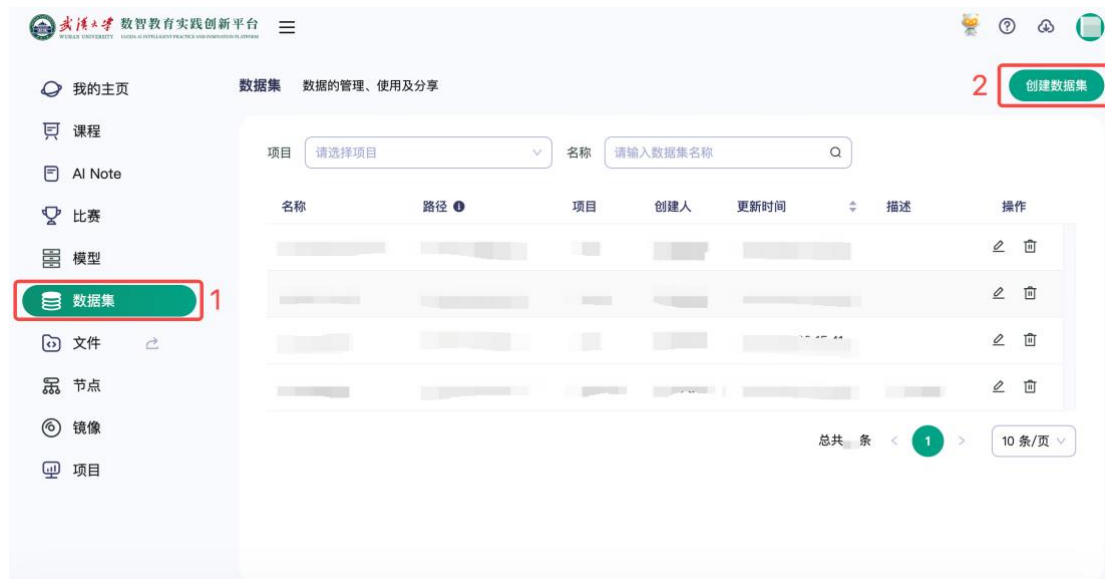 武汉大学 数智教育实践创新平台
WUHAN UNIVERSITY
我的主页
课程
AI Note
比赛
模型
数据集 1
文件
节点
镜像
项目
数据集 数据的管理、使用及分享
2 创建数据集
项目 请选择项目 名称 请输入数据集名称
名称 路径 项目 创建人 更新时间 描述 操作
总共 条 < 1 > 10 条/页